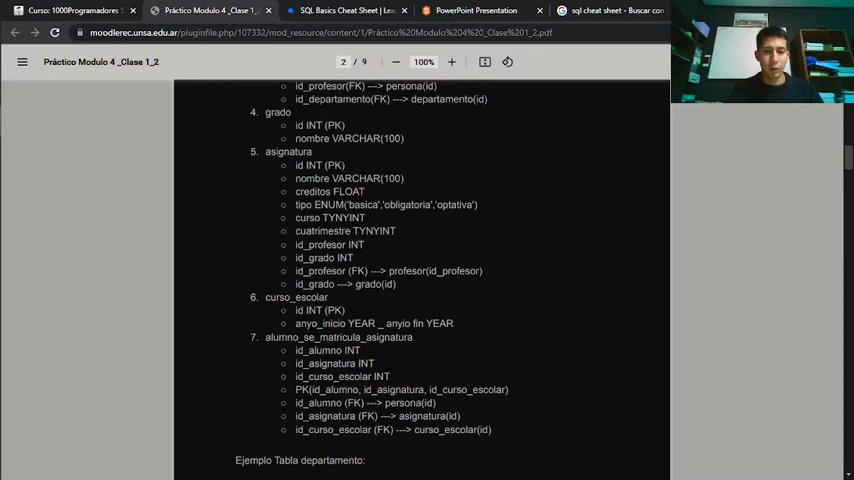 Curso: 1000Programadores S
Práctico Modulo 4 _Clase 1_2.
SQL Basics Cheat Sheet | Lea
PowerPoint Presentation
sql cheat sheet - Buscar con
moodlerec.unsa.edu.ar/pluginfile.php/107332/mod_resource/content/1/Práctico%20Modulo%204%20_Clase%201_2.pdf
Práctico Modulo 4 _Clase 1_2
2 / 9
100%
id_profesor(FK) ---> persona(id)
id_departamento(FK) ---> departamento(id)
4. grado
id INT (PK)
nombre VARCHAR(100)
5. asignatura
id INT (PK)
nombre VARCHAR(100)
creditos FLOAT
tipo ENUM('basica','obligatoria','optativa')
curso TYNYINT
cuatrimestre TYNYINT
id_profesor INT
id_grado INT
id_profesor (FK) ---> profesor(id_profesor)
id_grado ---> grado(id)
6. curso_escolar
id INT (PK)
anyo_inicio YEAR _ anyio fin YEAR
7. alumno_se_matricula_asignatura
id_alumno INT
id_asignatura INT
id_curso_escolar INT
PK(id_alumno, id_asignatura, id_curso_escolar)
id_alumno (FK) ---> persona(id)
id_asignatura (FK) ---> asignatura(id)
id_curso_escolar (FK) ---> curso_escolar(id)
Ejemplo Tabla departamento: